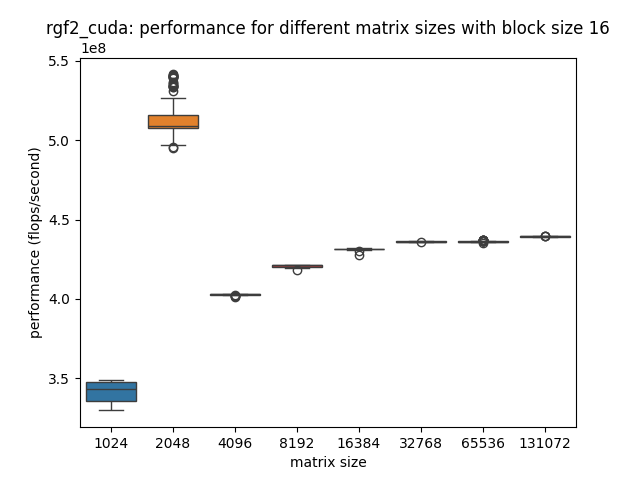 rgf2_cuda: performance for different matrix sizes with block size 16
1e8
5.5
5.0
4.5
4.0
3.5
performance (flops/second)
1024 2048 4096 8192 16384 32768 65536 131072
matrix size